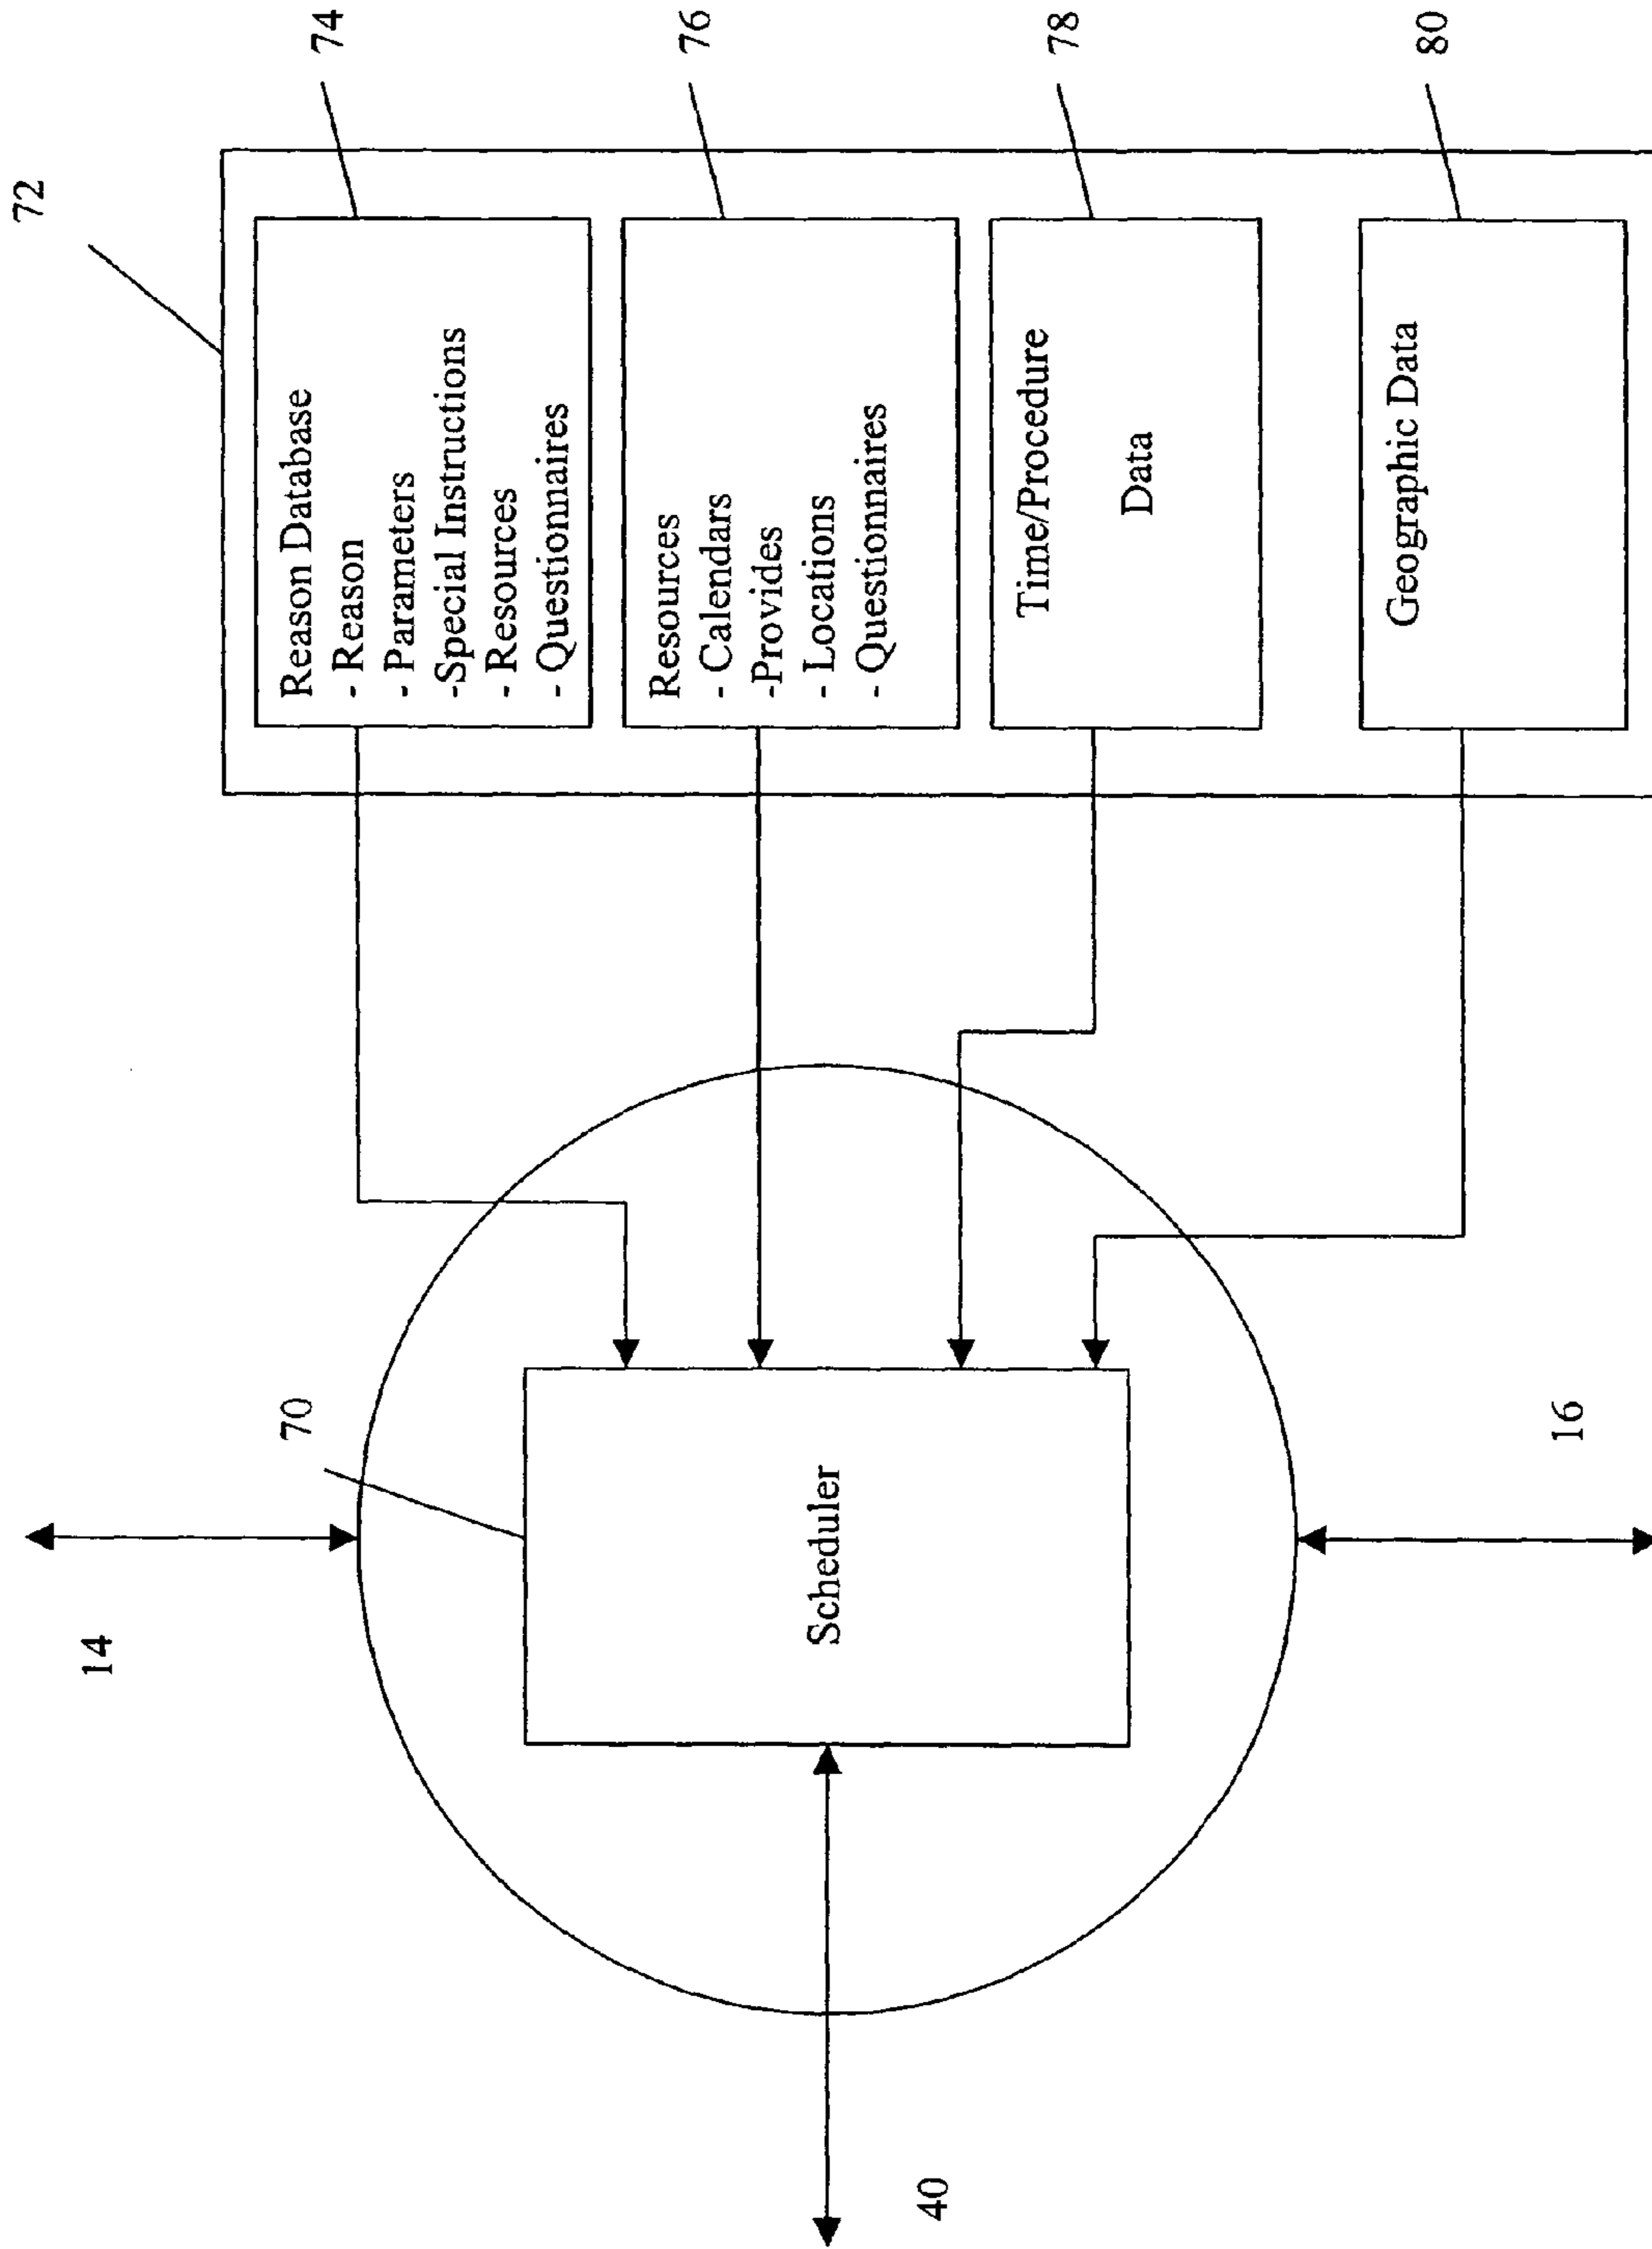 72
74
Reason Database
- Reason
- Parameters
-Special Instructions
- Resources
- Questionnaires
76
Resources
- Calendars
-Provides
- Locations
- Questionnaires
78
Time/Procedure
Data
80
Geographic Data
14
70
Scheduler
16
40